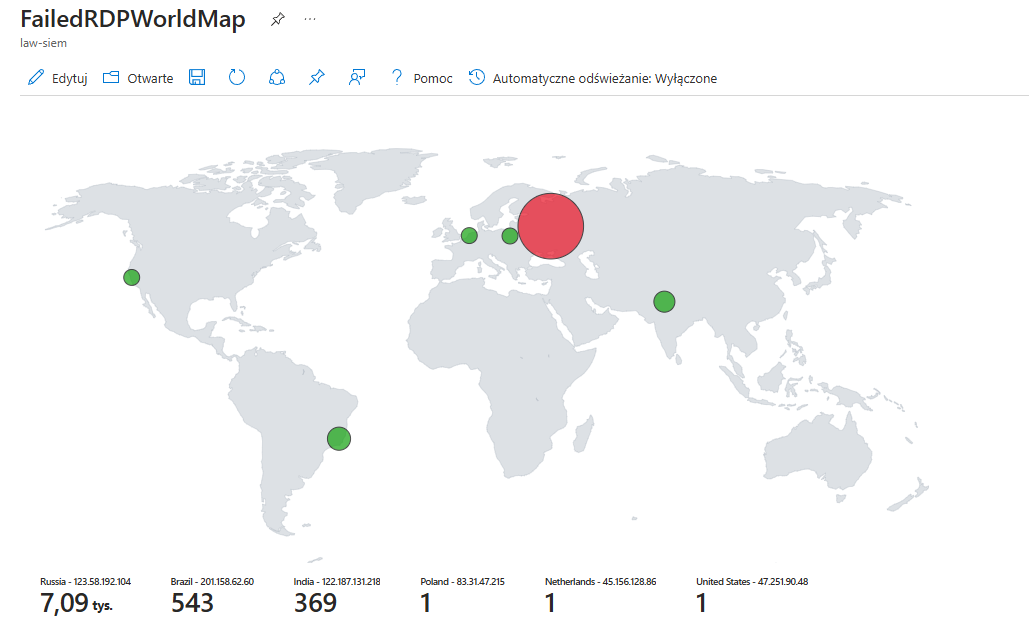 FailedRDPWorldMap ...
law-siem
Edytuj Otwarte ? Pomoc Automatyczne odświeżanie: Wyłączone
Russia - 123.58.192.104 Brazil - 201.158.62.60 India - 122.187.131.218 Poland - 83.31.47.215 Netherlands - 45.156.128.86 United States - 47.251.90.48
7,09 tys. 543 369 1 1 1